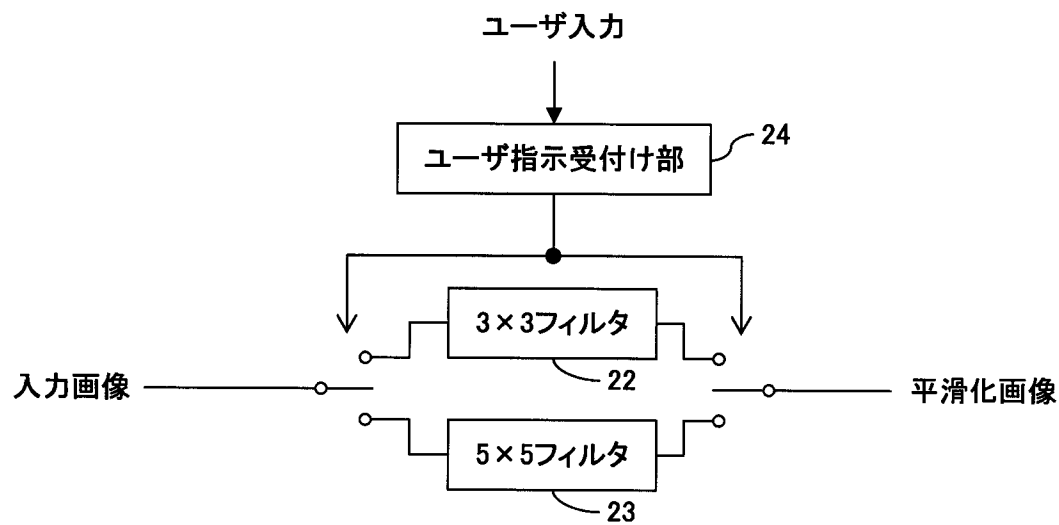 ユーザ入力
ユーザ指示受付け部
24
3×3フィルタ
22
入力画像
平滑化画像
5×5フィルタ
23